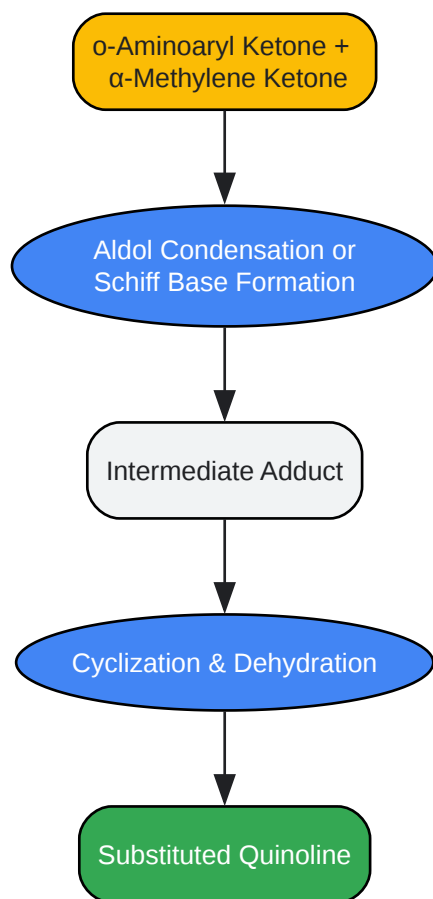 o-Aminoaryl Ketone +
α-Methylene Ketone
Aldol Condensation or
Schiff Base Formation
Intermediate Adduct
Cyclization & Dehydration
Substituted Quinoline